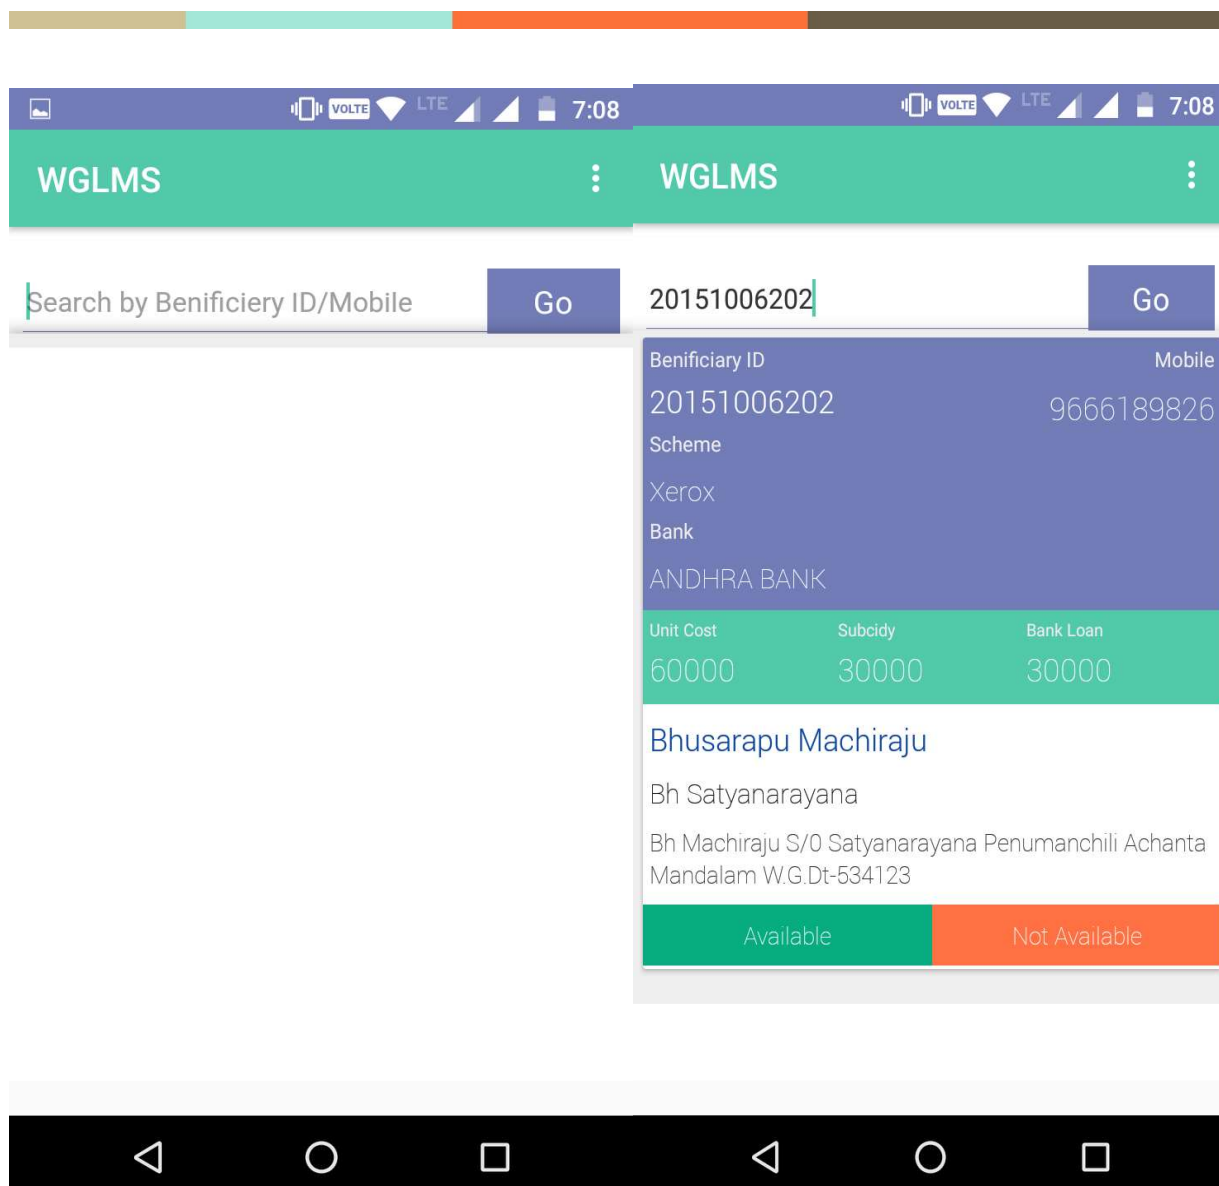 VOLTE LTE 7:08
WGLMS
Search by Benificiery ID/Mobile Go
VOLTE LTE 7:08
WGLMS
20151006202 Go
Benificiary ID Mobile
20151006202 9666189826
Scheme
Xerox
Bank
ANDHRA BANK
Unit Cost Subcidy Bank Loan
60000 30000 30000
Bhusarapu Machiraju
Bh Satyanarayana
Bh Machiraju S/0 Satyanarayana Penumanchili Achanta
Mandalam W.G.Dt-534123
Available Not Available